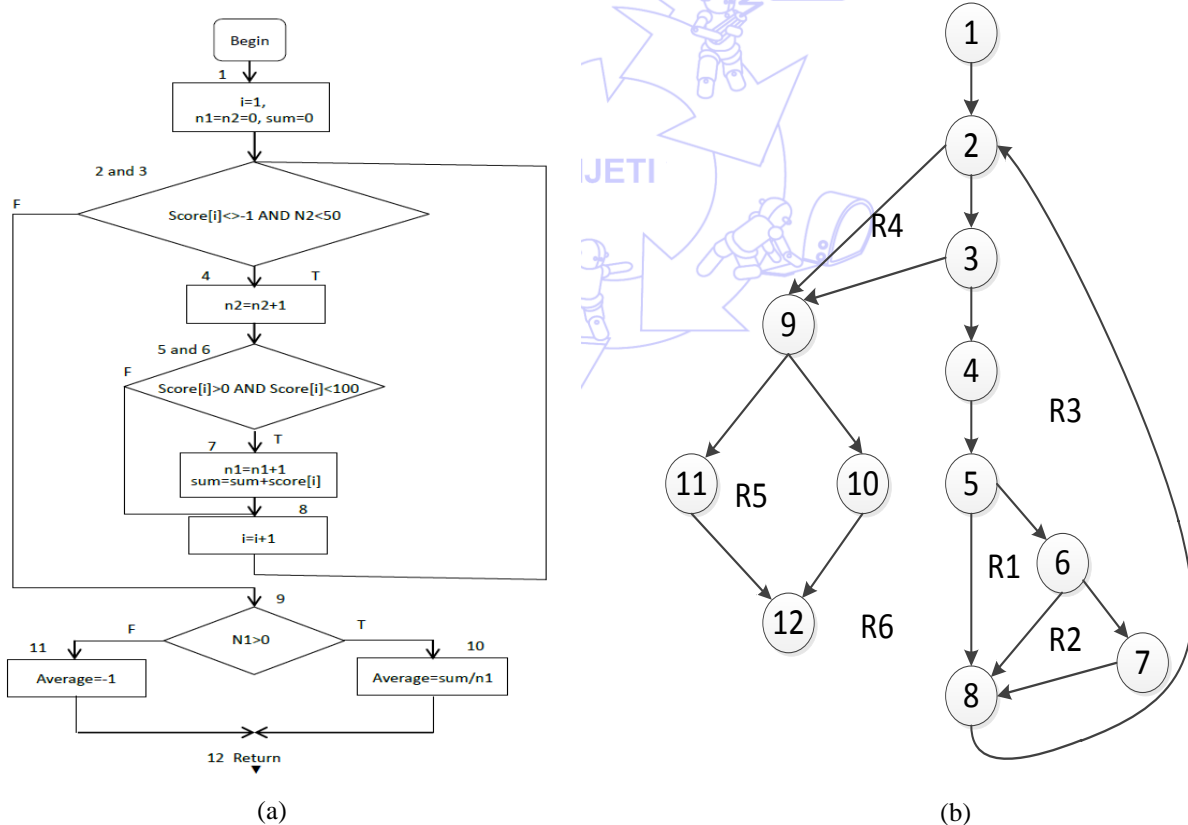 Begin
1
i=1,
n1=n2=0, sum=0
2 and 3
F
Score[i]<>-1 AND N2<50
4
T
n2=n2+1
5 and 6
F
Score[i]>0 AND Score[i]<100
T
7
n1=n1+1
sum=sum+score[i]
8
i=i+1
9
F
N1>0
T
11
10
Average=-1
Average=sum/n1
12 Return
(a)
1
2
IJETI
R4
3
9
4
R3
11
R5
10
5
R1
6
12
R6
R2
7
8
(b)